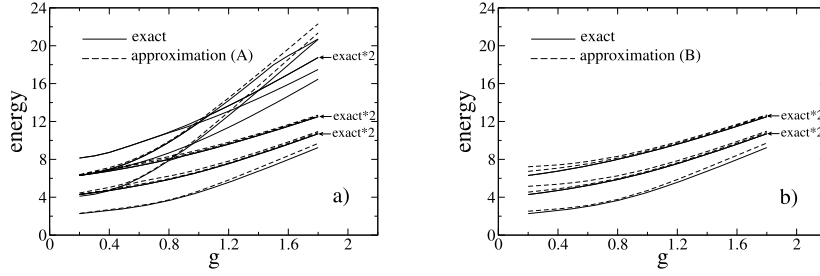 24
20
16
12
8
4
0
energy
exact
approximation (A)
exact*2
exact*2
exact*2
a)
0 0.4 0.8 1.2 1.6 2
g
24
20
16
12
8
4
0
energy
exact
approximation (B)
exact*2
exact*2
b)
0 0.4 0.8 1.2 1.6 2
g